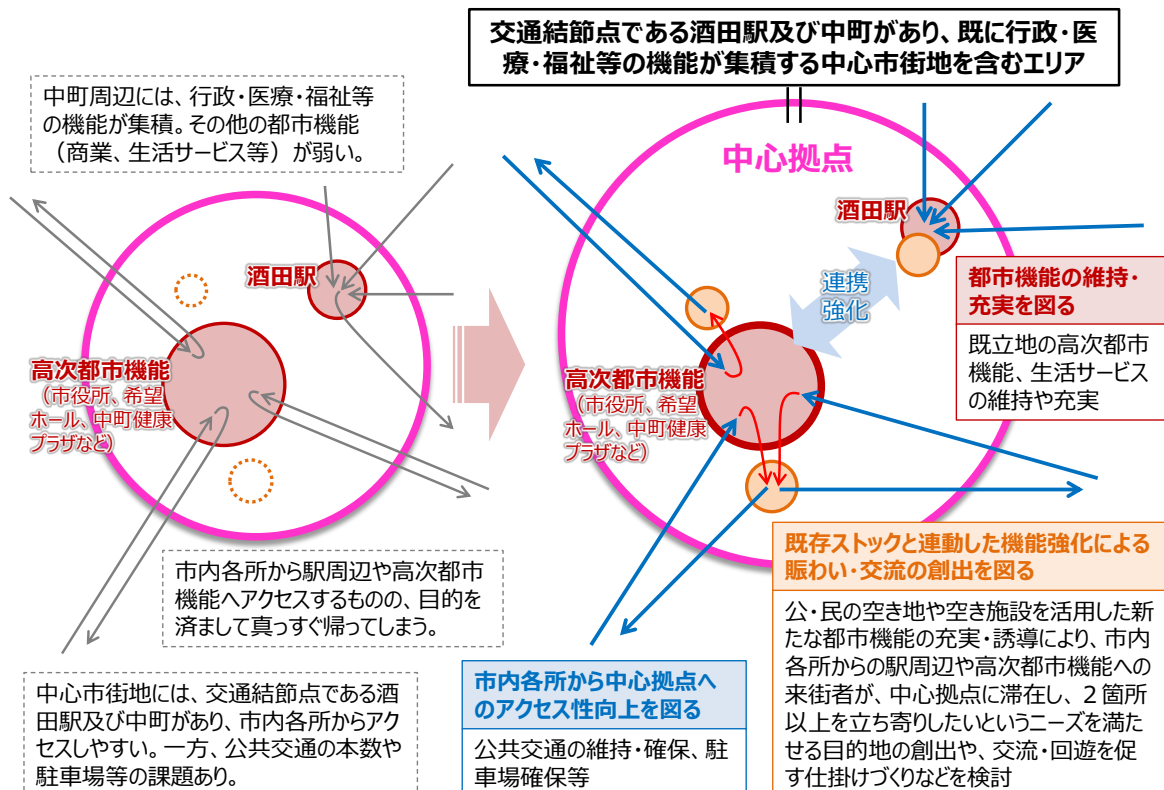 交通結節点である酒田駅及び中町があり、既に行政・医
療・福祉等の機能が集積する中心市街地を含むエリア
中町周辺には、行政・医療・福祉等
の機能が集積。その他の都市機能
（商業、生活サービス等）が弱い。
酒田駅
高次都市機能
（市役所、希望
ホール、中町健康
プラザなど）
市内各所から駅周辺や高次都市
機能へアクセスするものの、目的を
済まして真っすぐ帰ってしまう。
中心市街地には、交通結節点である酒
田駅及び中町があり、市内各所からアク
セスしやすい。一方、公共交通の本数や
駐車場等の課題あり。
中心拠点
酒田駅
連携
強化
高次都市機能
（市役所、希望
ホール、中町健康
プラザなど）
都市機能の維持・
充実を図る
既立地の高次都市
機能、生活サービス
の維持や充実
市内各所から中心拠点へ
のアクセス性向上を図る
公共交通の維持・確保、駐
車場確保等
既存ストックと連動した機能強化による
賑わい・交流の創出を図る
公・民の空き地や空き施設を活用した新
たな都市機能の充実・誘導により、市内
各所からの駅周辺や高次都市機能への
来街者が、中心拠点に滞在し、２箇所
以上を立ち寄りしたいというニーズを満た
せる目的地の創出や、交流・回遊を促
す仕掛けづくりなどを検討